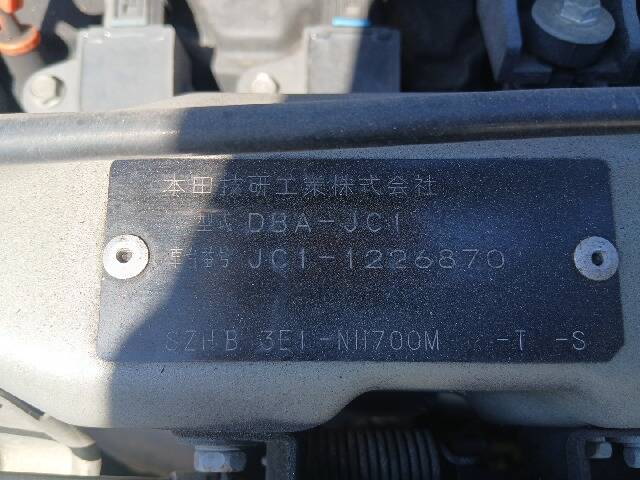 本田技研工業株式会社
型式 DBA-JC1
車台番号 JC1-1226870
3E1-NH700M -T -S